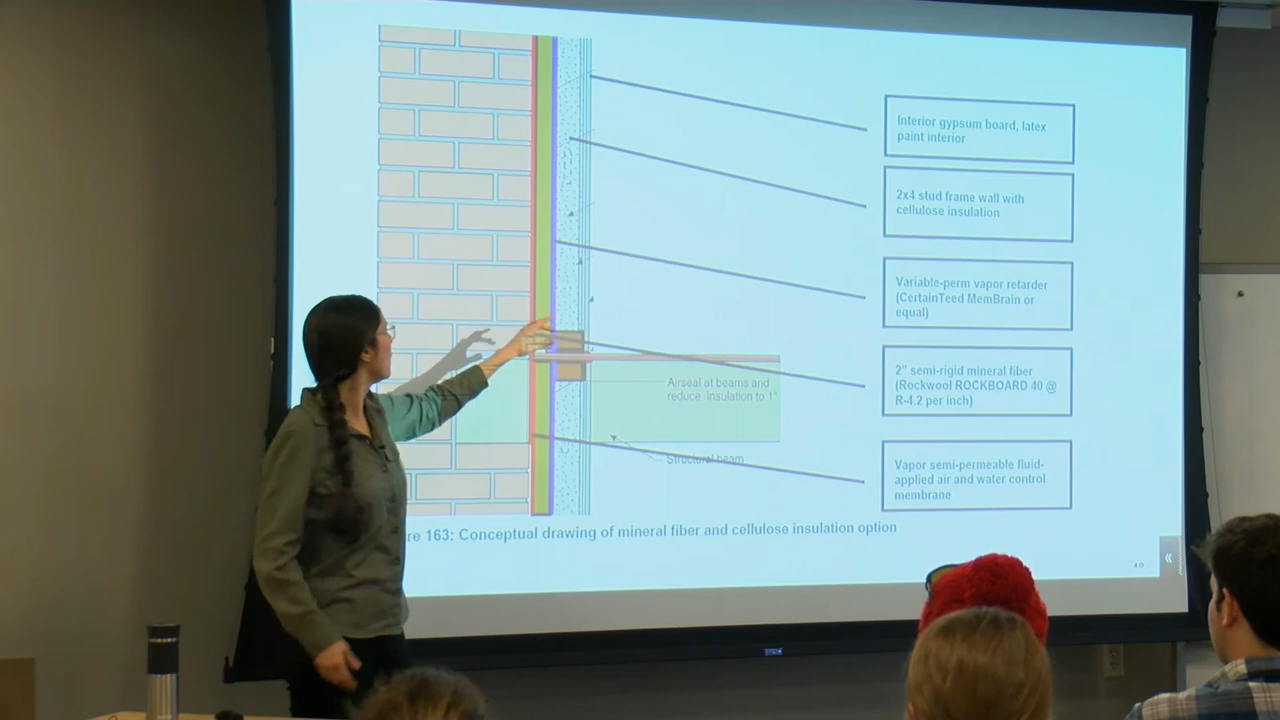 Interior gypsum board, latex
paint interior
2x4 stud frame wall with
cellulose insulation
Variable-perm vapor retarder
(CertainTeed MemBrain or
equal)
2" semi-rigid mineral fiber
(Rockwool ROCKBOARD 40 @
R-4.2 per inch)
Airseal at beams and
reduce insulation to 1"
Structural beam
Vapor semi-permeable fluid-
applied air and water control
membrane
re 163: Conceptual drawing of mineral fiber and cellulose insulation option